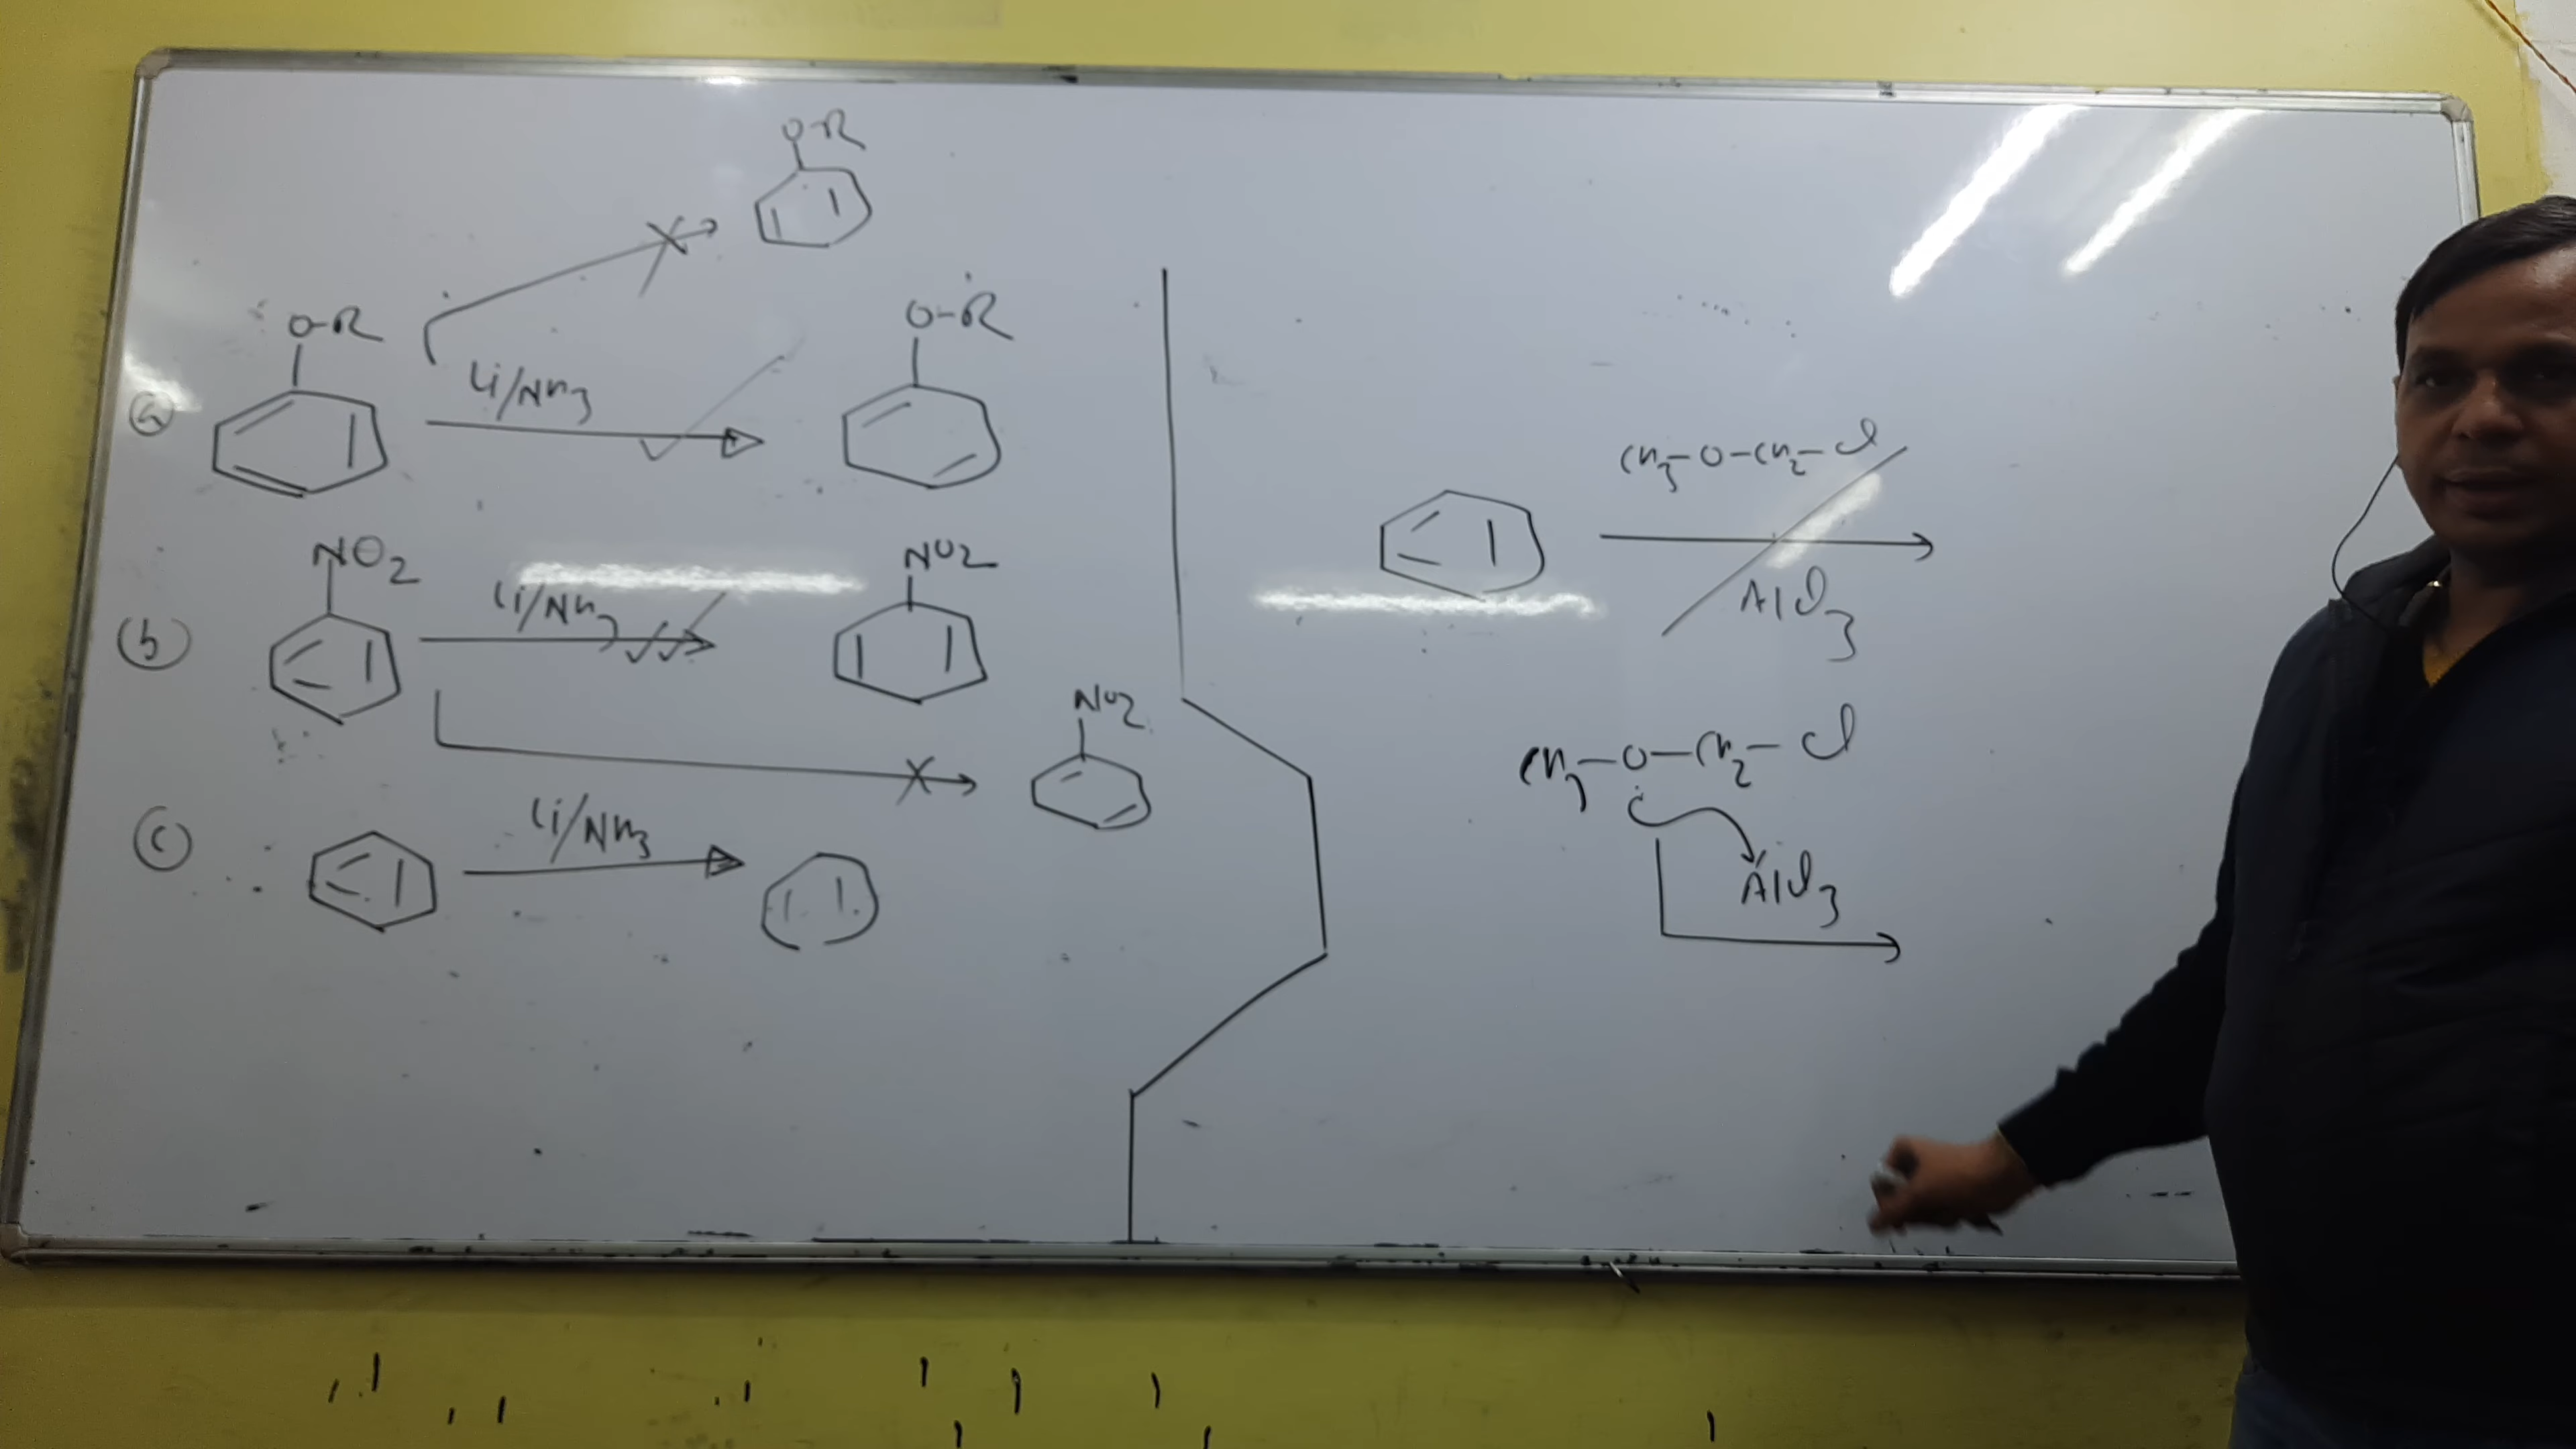 O-R
O-R
O-R
(a)
Li/NH3
NO2
NO2
(b)
Li/NH3
NO2
(c)
Li/NH3
CH3-O-CH2-Cl
AlCl3
CH3-O-CH2-Cl
AlCl3